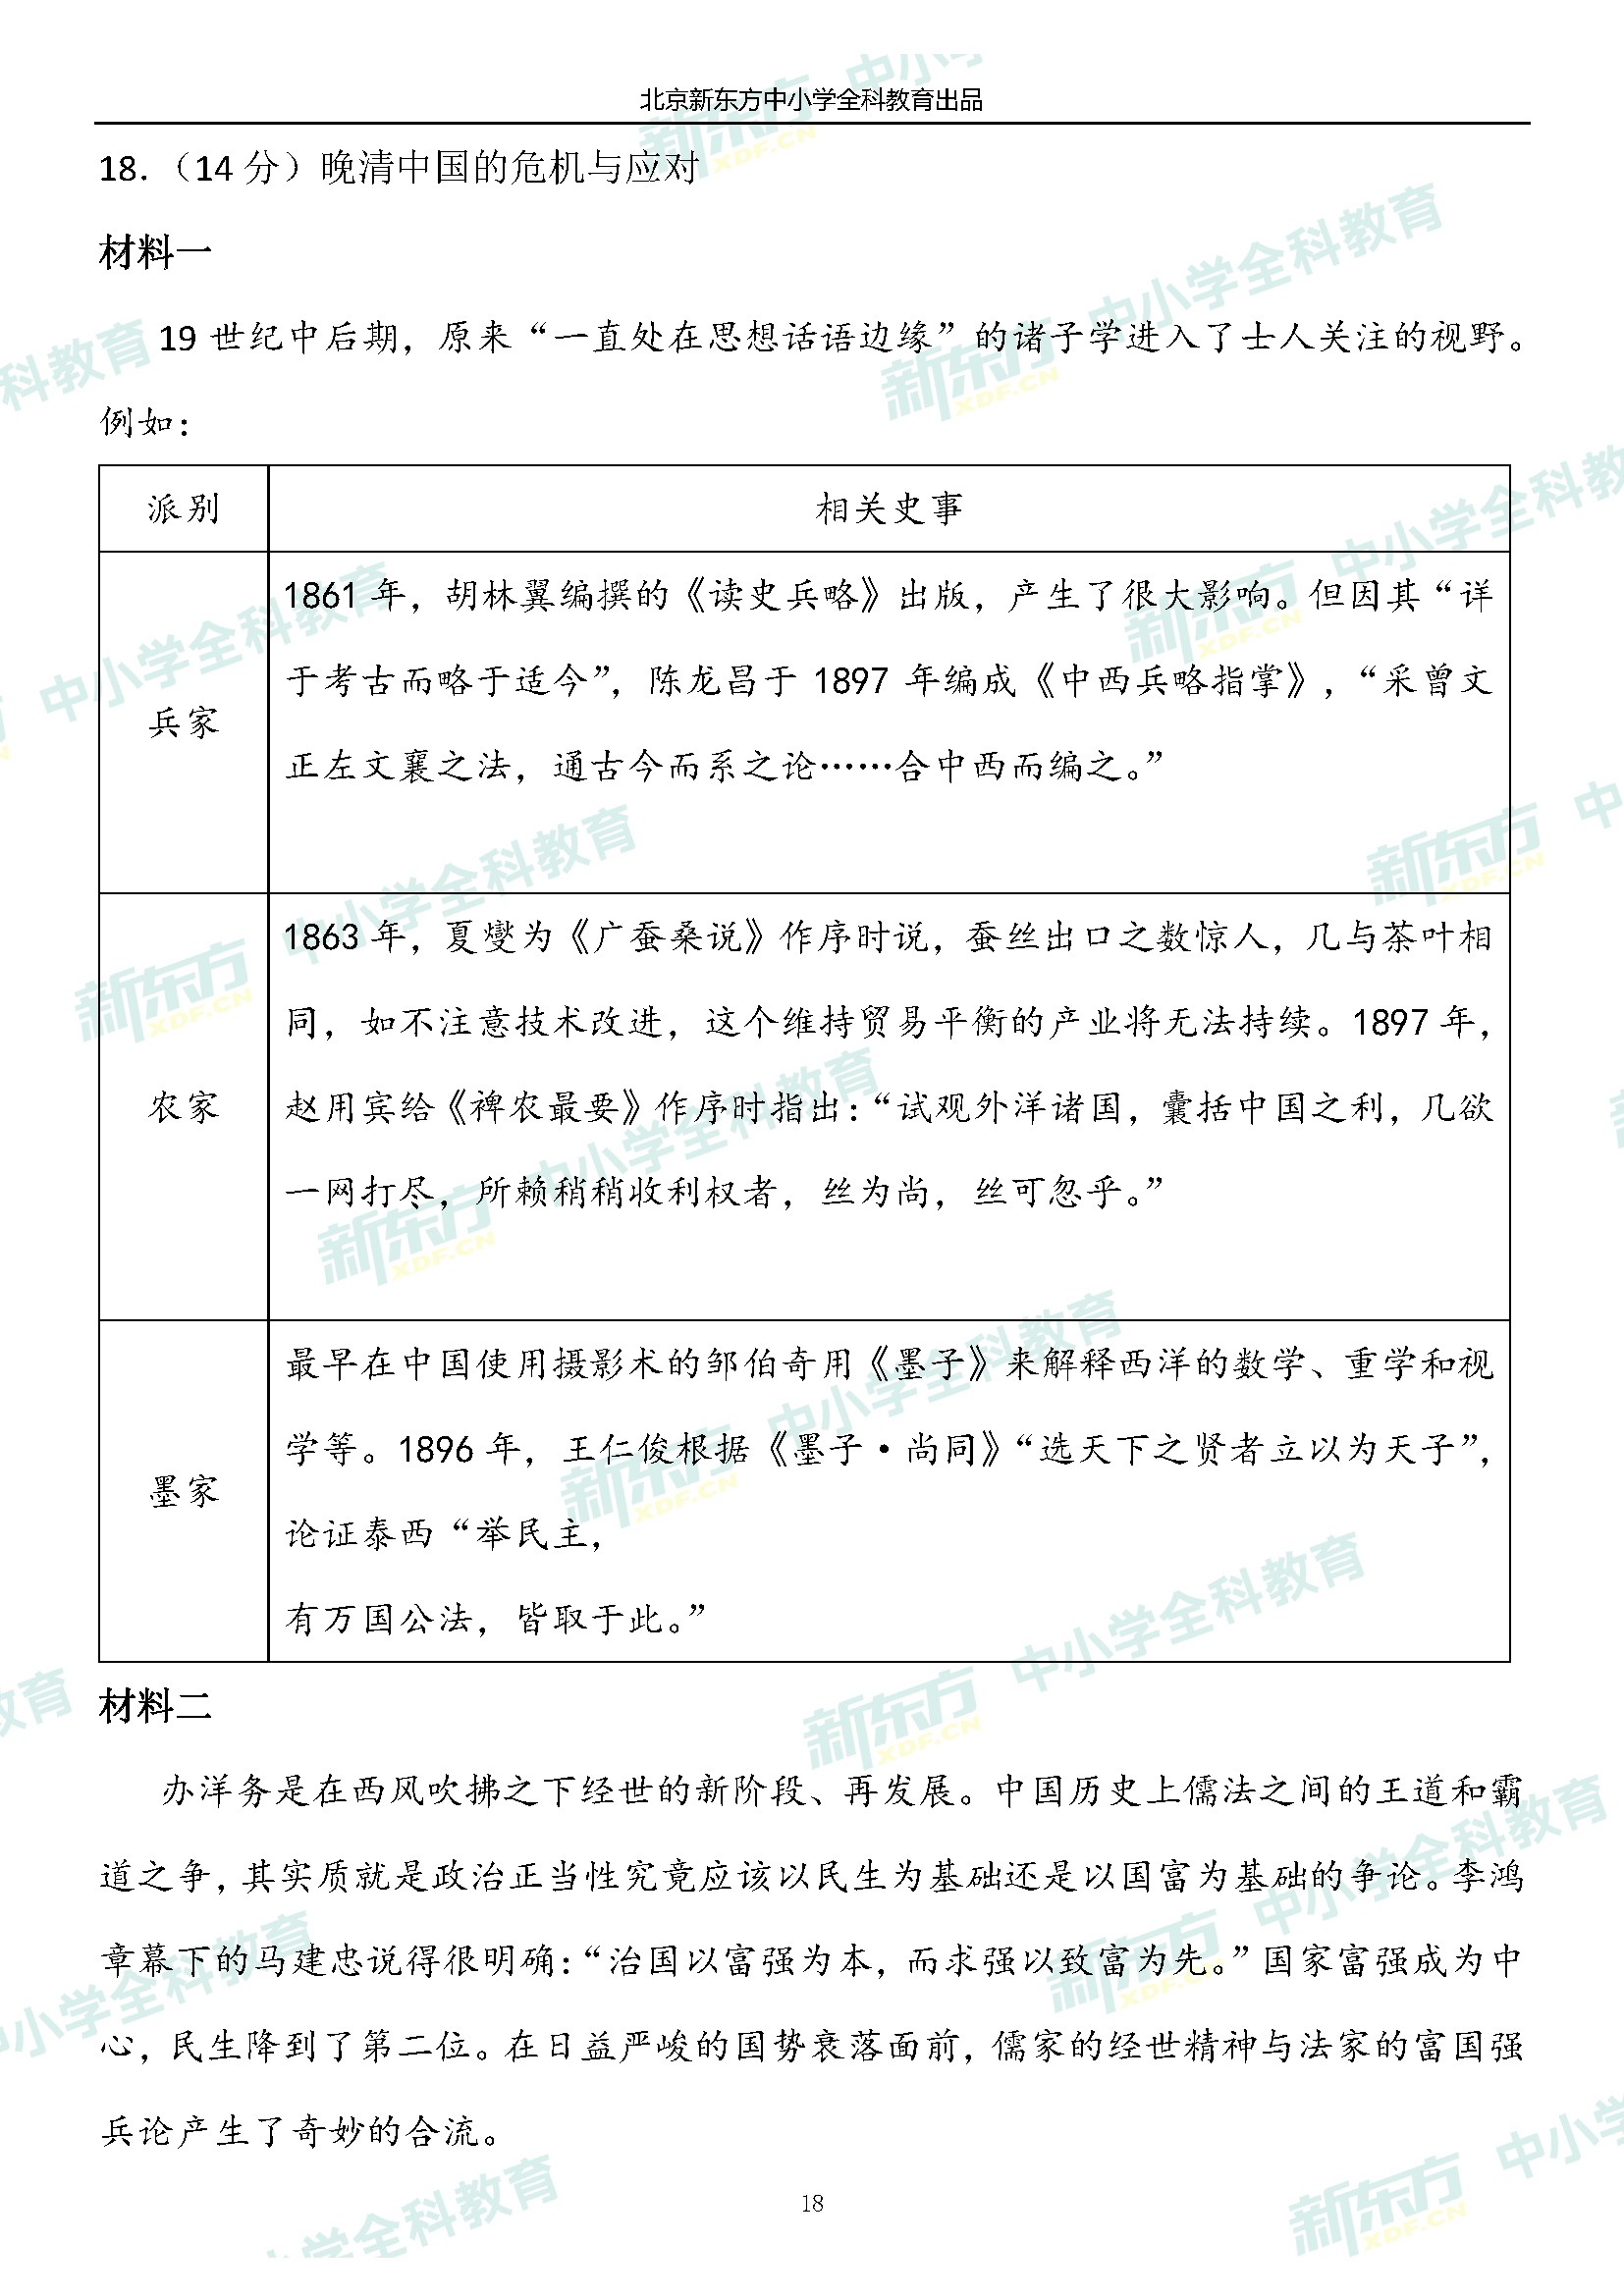 北京新东方中小学全科教育出品
18.（14 分）晚清中国的危机与应对
材料一
19 世纪中后期，原来“一直处在思想话语边缘”的诸子学进入了士人关注的视野。
例如：
派别
相关史事
兵家
1861 年，胡林翼编撰的《读史兵略》出版，产生了很大影响。但因其“详
于考古而略于适今”，陈龙昌于 1897 年编成《中西兵略指掌》，“采曾文
正左文襄之法，通古今而系之论……合中西而编之。”
农家
1863 年，夏燮为《广蚕桑说》作序时说，蚕丝出口之数惊人，几与茶叶相
同，如不注意技术改进，这个维持贸易平衡的产业将无法持续。1897 年，
赵用宾给《裨农最要》作序时指出：“试观外洋诸国，囊括中国之利，几欲
一网打尽，所赖稍稍收利权者，丝为尚，丝可忽乎。”
墨家
最早在中国使用摄影术的邹伯奇用《墨子》来解释西洋的数学、重学和视
学等。1896 年，王仁俊根据《墨子·尚同》“选天下之贤者立以为天子”，
论证泰西“举民主，
有万国公法，皆取于此。”
材料二
办洋务是在西风吹拂之下经世的新阶段、再发展。中国历史上儒法之间的王道和霸
道之争，其实质就是政治正当性究竟应该以民生为基础还是以国富为基础的争论。李鸿
章幕下的马建忠说得很明确：“治国以富强为本，而求强以致富为先。”国家富强成为中
心，民生降到了第二位。在日益严峻的国势衰落面前，儒家的经世精神与法家的富国强
兵论产生了奇妙的合流。
18
新东方 XDF.CN 中小学全科教育